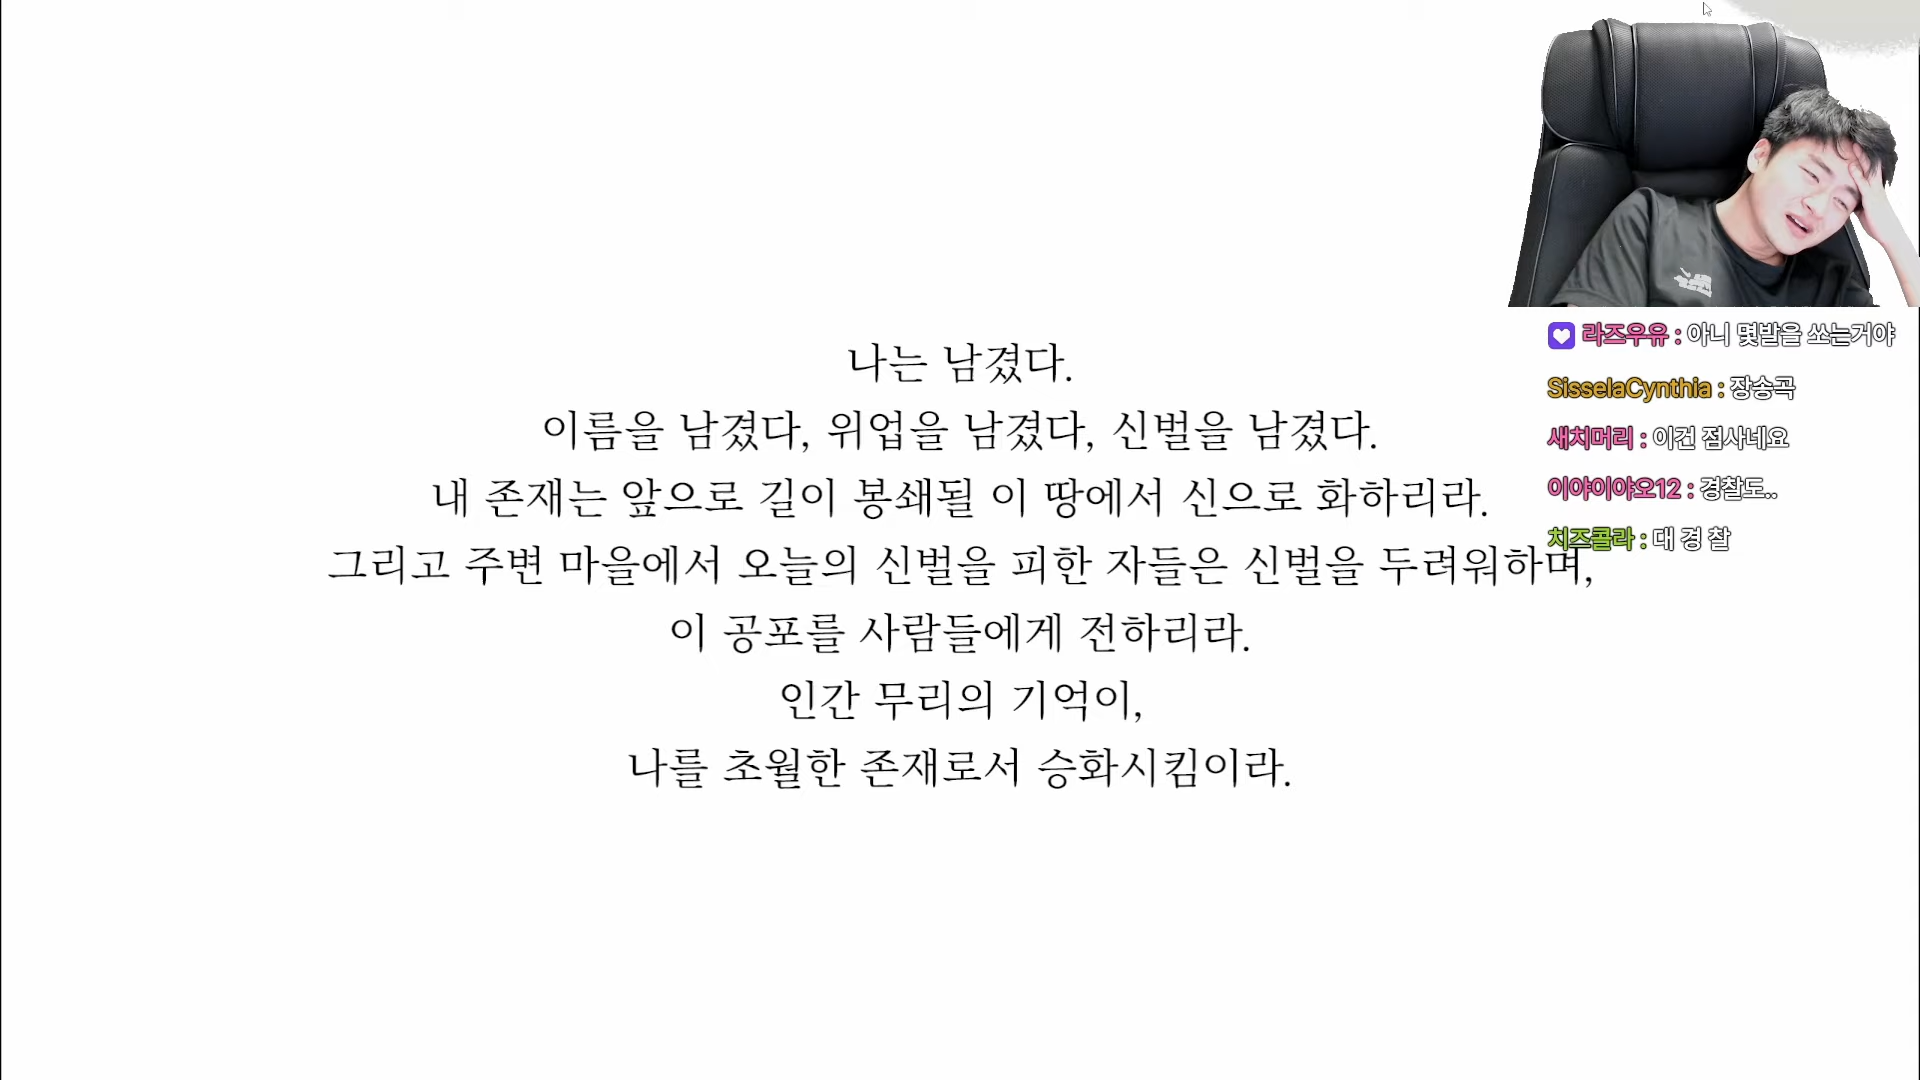 나는 남겼다.
이름을 남겼다, 위업을 남겼다, 신벌을 남겼다.
내 존재는 앞으로 길이 봉쇄될 이 땅에서 신으로 화하리라.
그리고 주변 마을에서 오늘의 신벌을 피한 자들은 신벌을 두려워하며,
이 공포를 사람들에게 전하리라.
인간 무리의 기억이,
나를 초월한 존재로서 승화시킴이라.
라즈우유 : 아니 몇발을 쏘는거야
SisselaCynthia : 장송곡
새치머리 : 이건 점사네요
이야이야오12 : 경찰도..
치즈콜라 : 대 경 찰